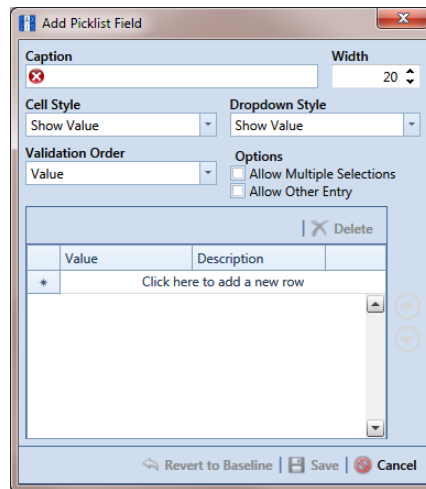 Add Picklist Field
Caption Width
20
Cell Style Dropdown Style
Show Value Show Value
Validation Order Options
Value Allow Multiple Selections
Allow Other Entry
Delete
Value Description
Click here to add a new row
Revert to Baseline Save Cancel